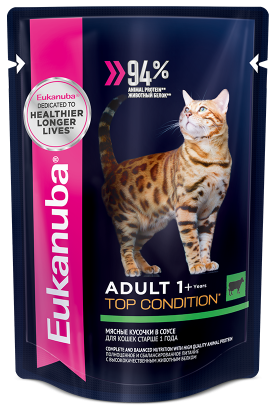 94%
ANIMAL PROTEIN**
ЖИВОТНЫЙ БЕЛОК**
Eukanuba™
DEDICATED TO
HEALTHIER
LONGER
LIVES™
Eukanuba®
ADULT 1+ Years
TOP CONDITION*
МЯСНЫЕ КУСОЧКИ В СОУСЕ
ДЛЯ КОШЕК СТАРШЕ 1 ГОДА
COMPLETE AND BALANCED NUTRITION WITH HIGH QUALITY ANIMAL PROTEIN
ПОЛНОЦЕННОЕ И СБАЛАНСИРОВАННОЕ ПИТАНИЕ
С ВЫСОКОКАЧЕСТВЕННЫМ ЖИВОТНЫМ БЕЛКОМ